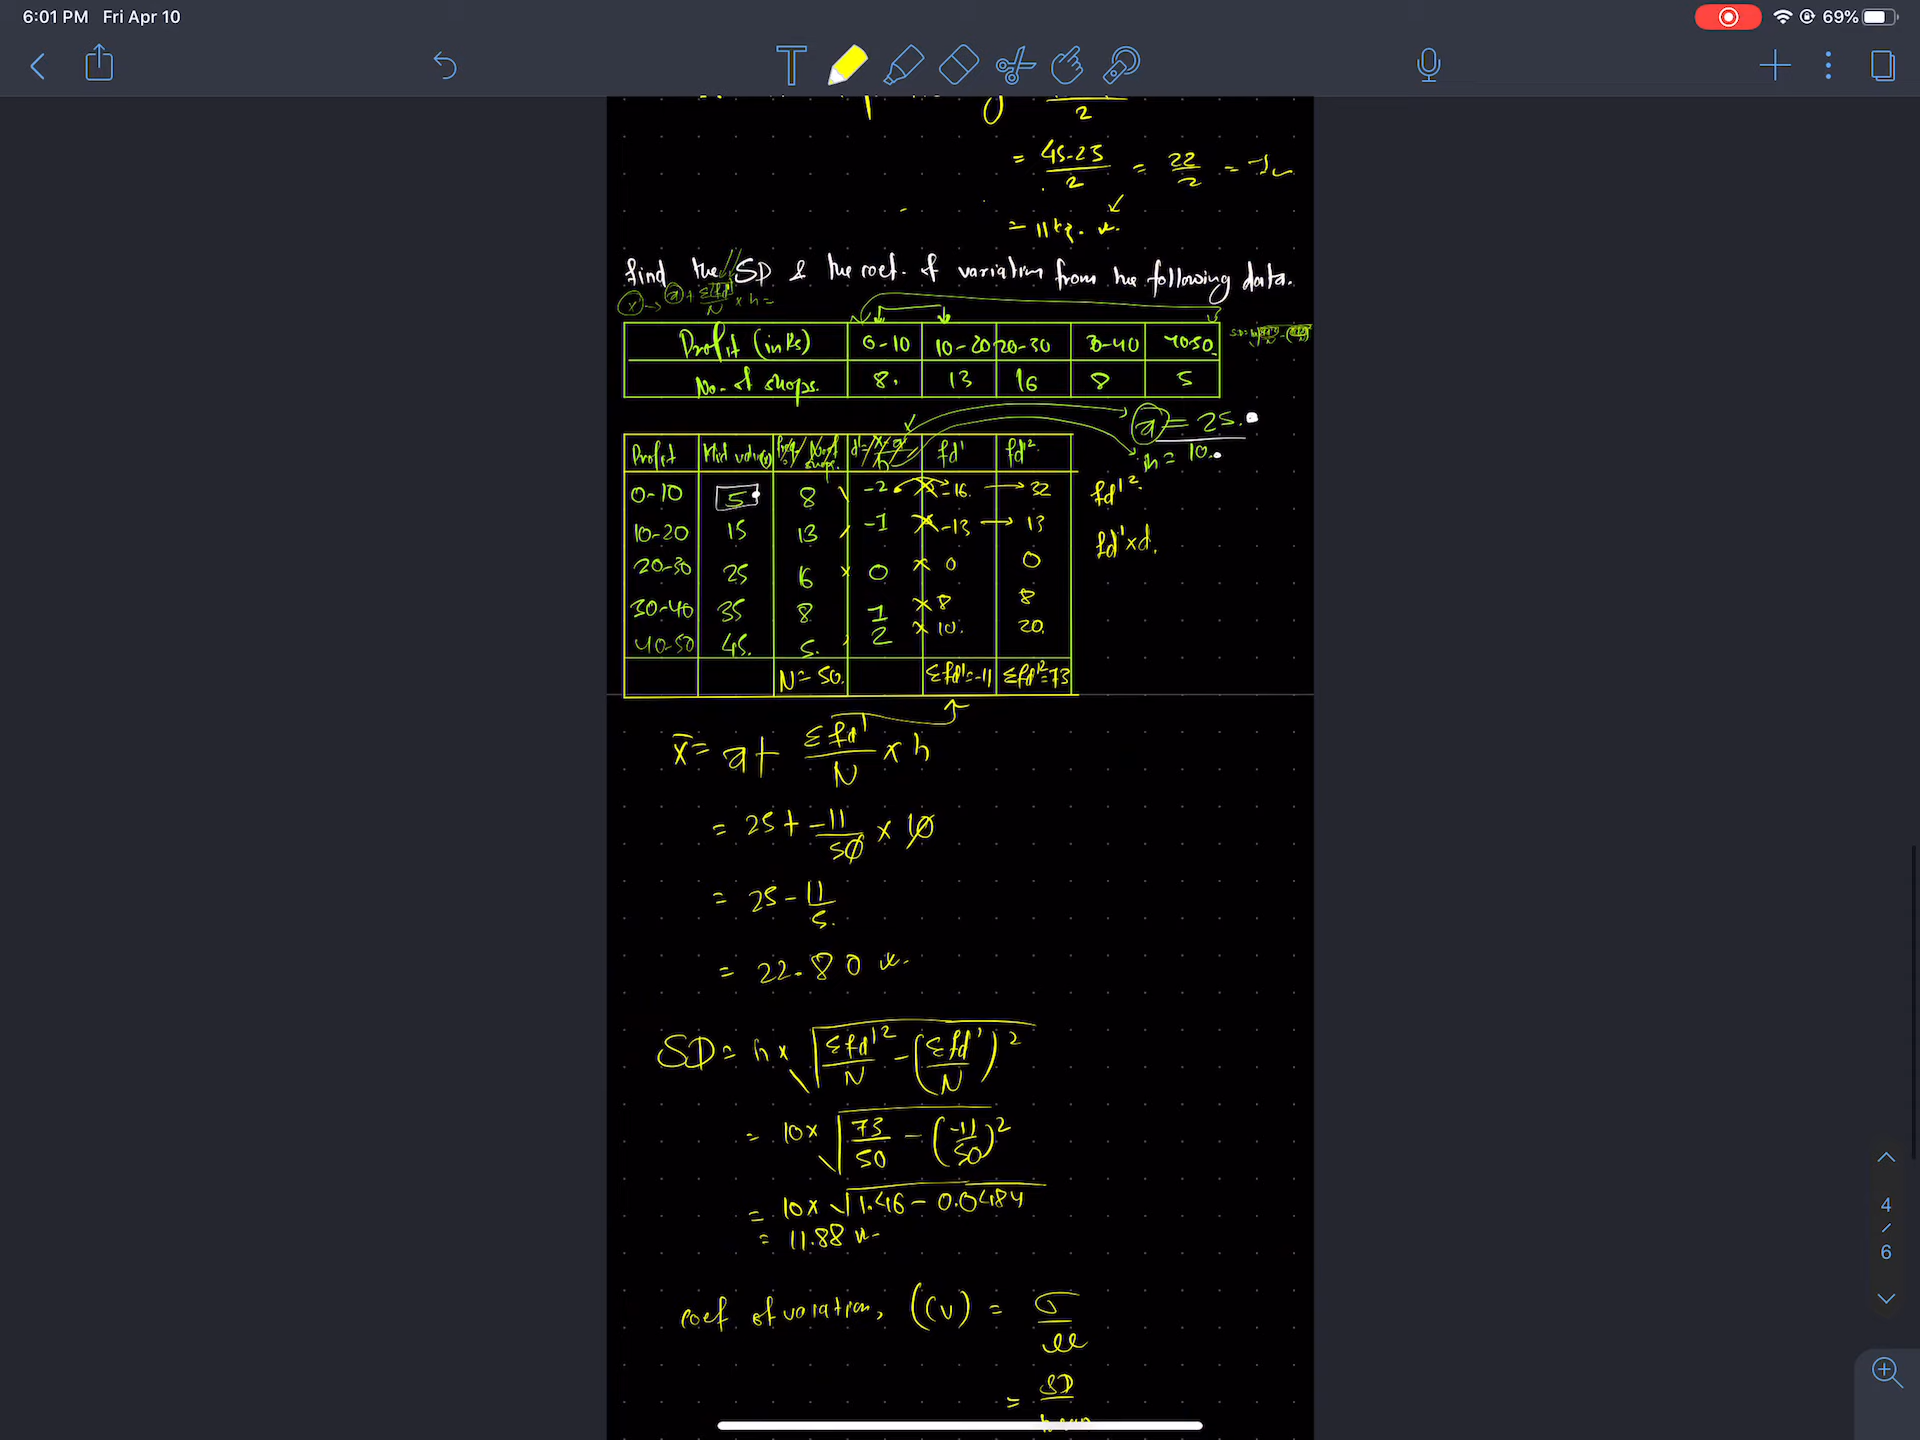 6:01 PM Fri Apr 10
69%
2
= 45-23 / 2 = 22 / 2
= 11kg.
find the SD & the coef. of variation from the following data.
a + Σfd' / N × h =
Profit (in Rs) 0-10 10-20 20-30 30-40 40-50
No. of shops. 8. 13 16 8 5
a = 25.
h = 10.
Profit Mid value(x) freq/No of shops. d'=x-a/h fd' fd'²
0-10 5 8 -2 -16. 32
10-20 15 13 -1 -13 13
20-30 25 16 0 0 0
30-40 35 8 1 8 8
40-50 45. 5. 2 10. 20.
N = 50. Σfd'=-11 Σfd'²=73
fd'².
fd'×d.
x̄ = a + Σfd' / N × h
= 25 + -11 / 50 × 10
= 25 - 11 / 5.
= 22.80
SD = h × √ Σfd'² / N - (Σfd' / N)²
= 10 × √ 73 / 50 - (-11 / 50)²
= 10 × √1.46 - 0.0484
= 11.88
coef of variation, (CV) = σ / μ
= SD / mean
4
/
6